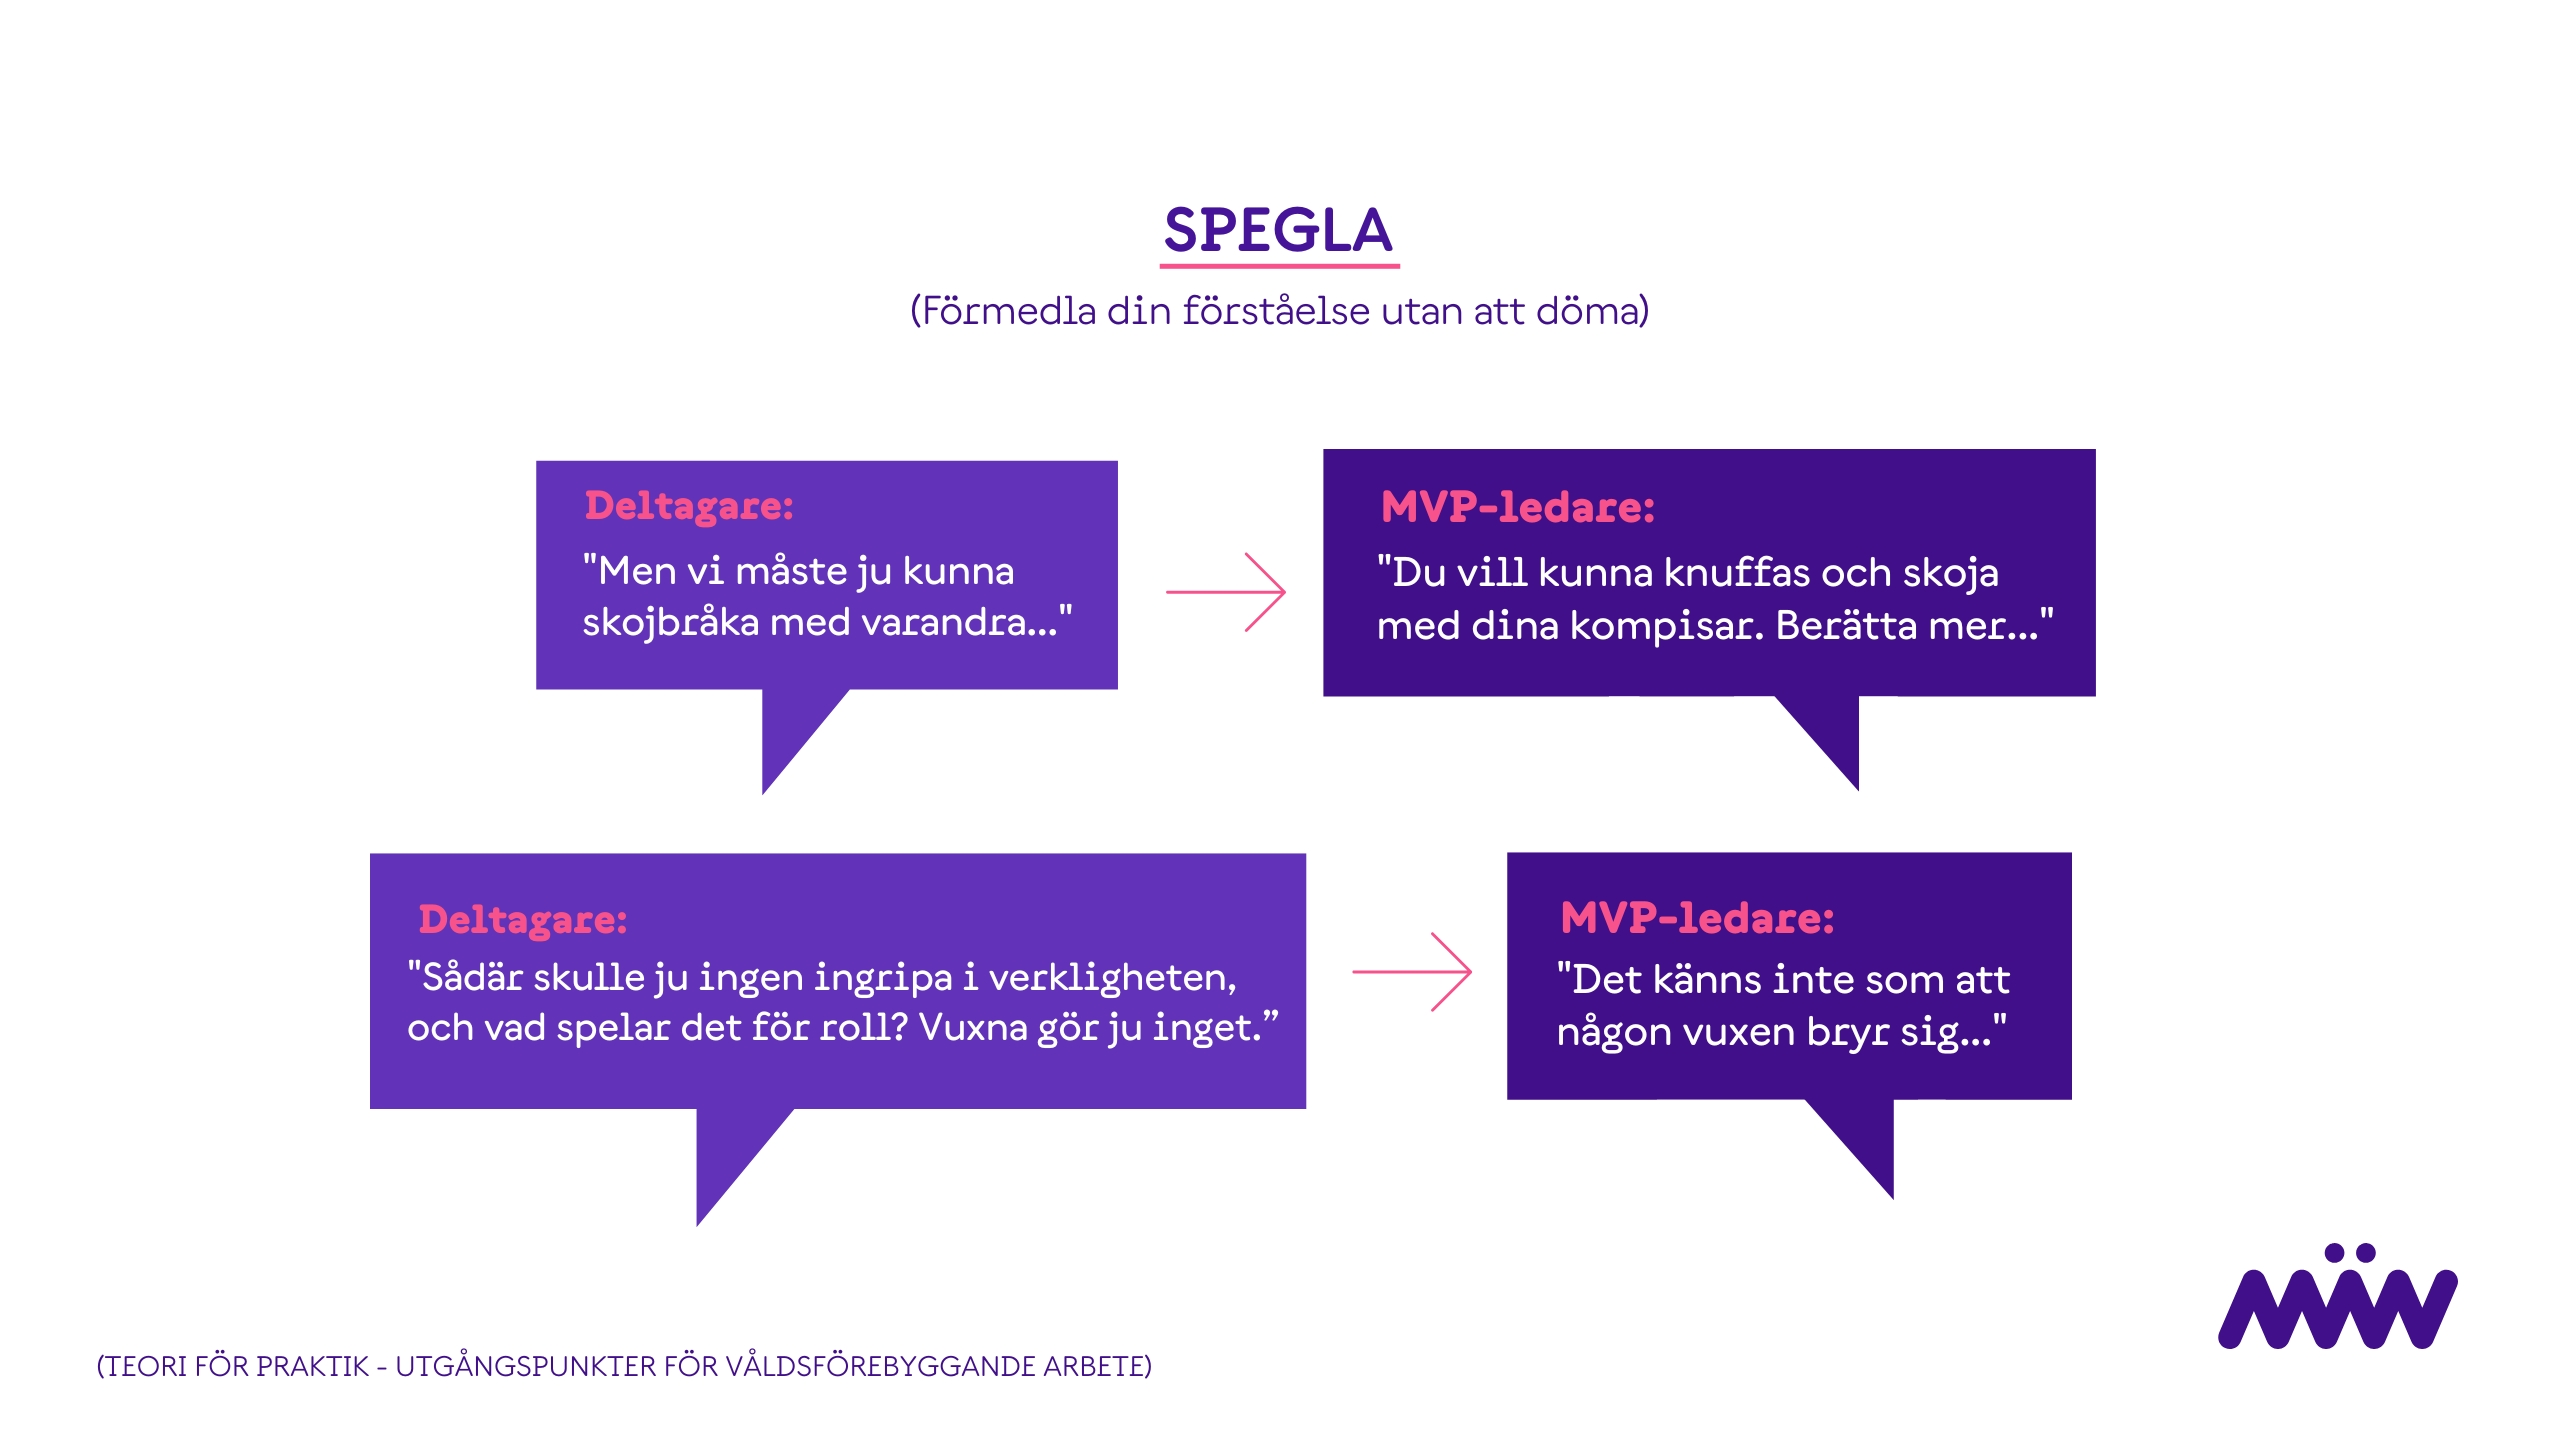 SPEGLA
(Förmedla din förståelse utan att döma)
Deltagare:
"Men vi måste ju kunna
skojbråka med varandra..."
MVP-ledare:
"Du vill kunna knuffas och skoja
med dina kompisar. Berätta mer..."
Deltagare:
"Sådär skulle ju ingen ingripa i verkligheten,
och vad spelar det för roll? Vuxna gör ju inget.”
MVP-ledare:
"Det känns inte som att
någon vuxen bryr sig..."
MÄN
(TEORI FÖR PRAKTIK - UTGÅNGSPUNKTER FÖR VÅLDSFÖREBYGGANDE ARBETE)